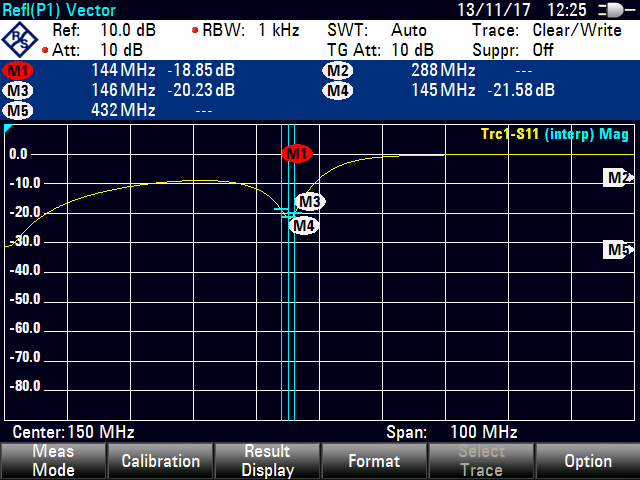 Refl(P1) Vector 13/11/17 12:25
R&S Ref: 10.0 dB RBW: 1 kHz SWT: Auto Trace: Clear/Write
Att: 10 dB TG Att: 10 dB Suppr: Off
M1 144 MHz -18.85 dB M2 288 MHz ---
M3 146 MHz -20.23 dB M4 145 MHz -21.58 dB
M5 432 MHz ---
Trc1-S11 (interp) Mag
0.0 M1
-10.0 M2
M3
-20.0
M4
-30.0 M5
-40.0
-50.0
-60.0
-70.0
-80.0
Center: 150 MHz Span: 100 MHz
Meas Mode Calibration Result Display Format Select Trace Option